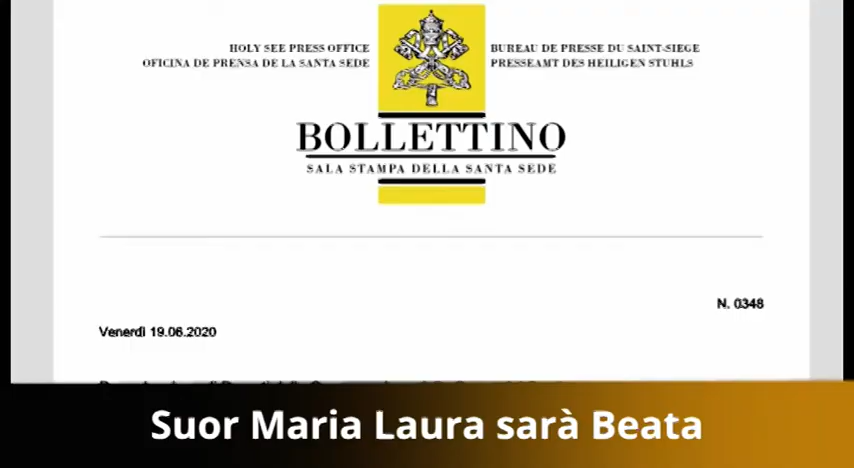 HOLY SEE PRESS OFFICE
OFICINA DE PRENSA DE LA SANTA SEDE
BUREAU DE PRESSE DU SAINT-SIEGE
PRESSEAMT DES HEILIGEN STUHLS
BOLLETTINO
SALA STAMPA DELLA SANTA SEDE
N. 0348
Venerdì 19.06.2020
Suor Maria Laura sarà Beata